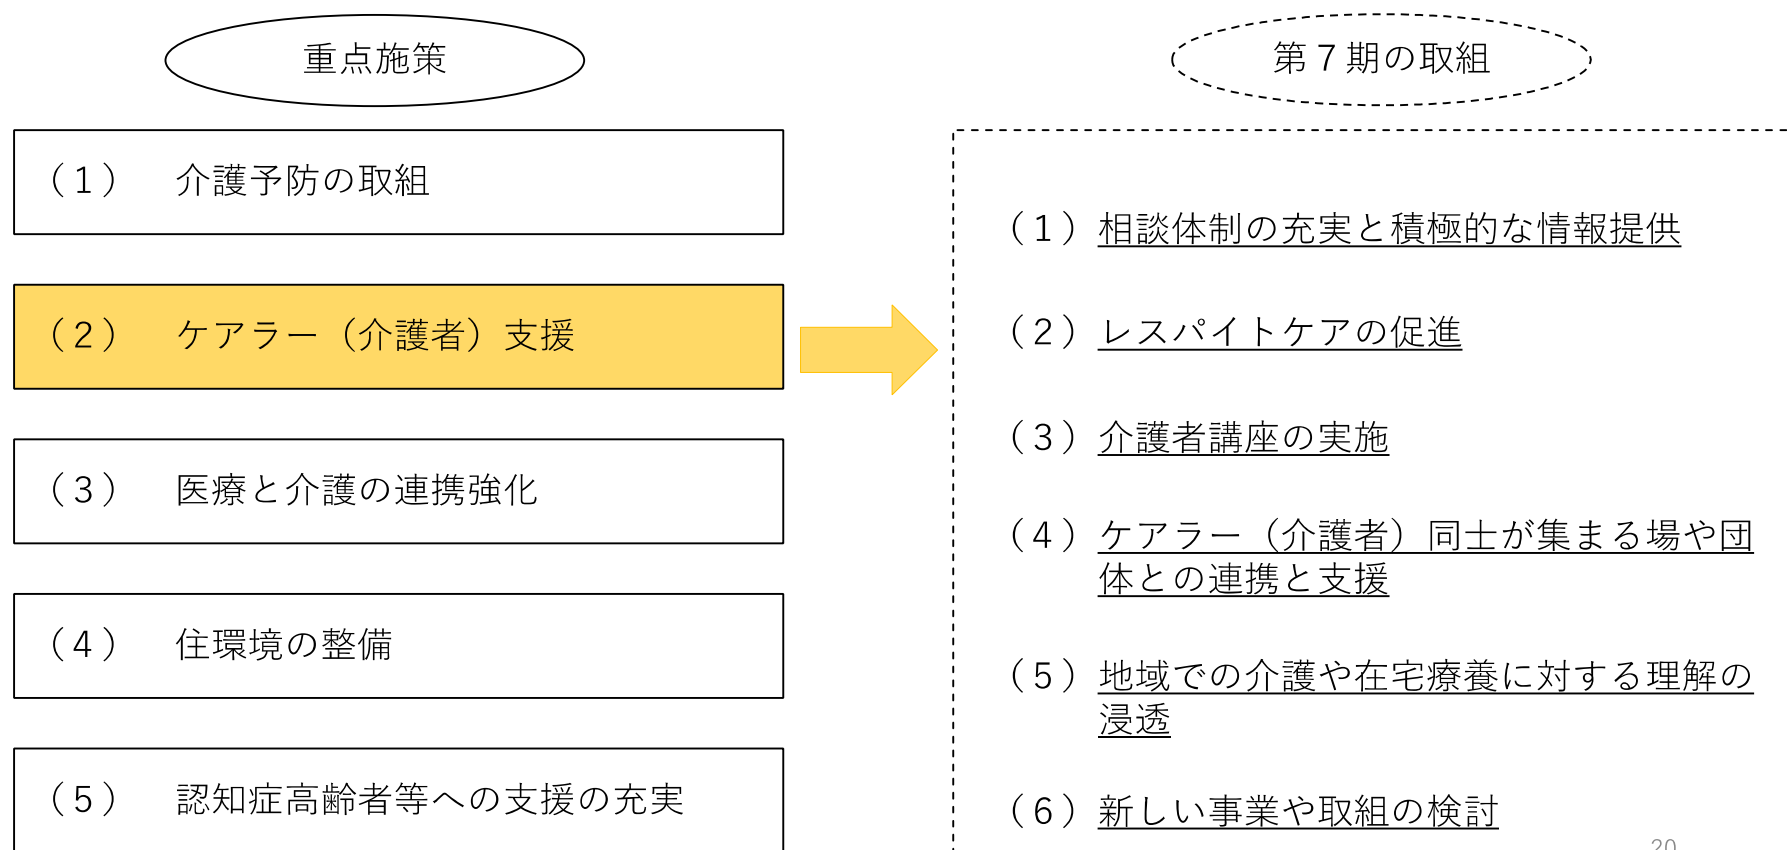 重点施策
（１） 介護予防の取組
（２） ケアラー（介護者）支援
（３） 医療と介護の連携強化
（４） 住環境の整備
（５） 認知症高齢者等への支援の充実
第７期の取組
（１）相談体制の充実と積極的な情報提供
（２）レスパイトケアの促進
（３）介護者講座の実施
（４）ケアラー（介護者）同士が集まる場や団
体との連携と支援
（５）地域での介護や在宅療養に対する理解の
浸透
（６）新しい事業や取組の検討
20